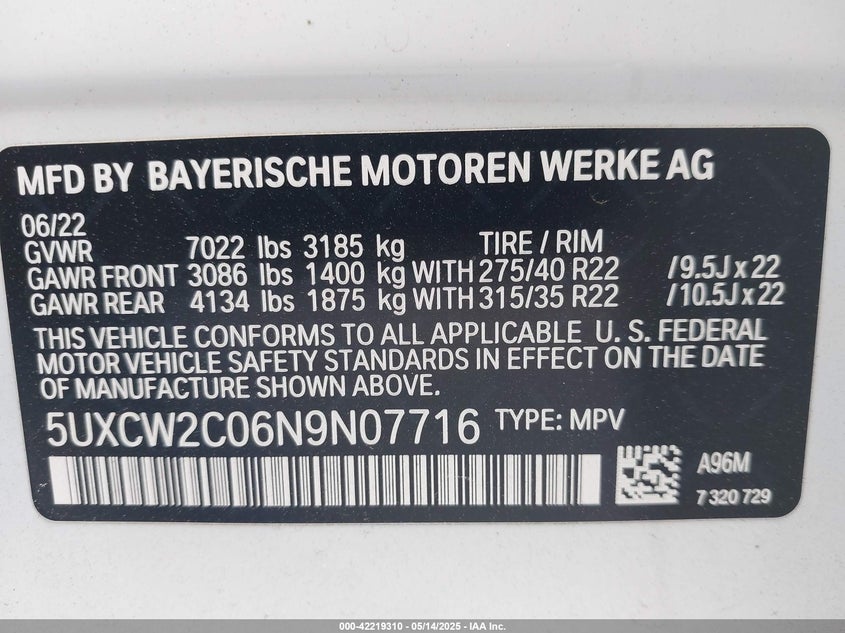 MFD BY BAYERISCHE MOTOREN WERKE AG
06/22
GVWR 7022 lbs 3185 kg TIRE / RIM
GAWR FRONT 3086 lbs 1400 kg WITH 275/40 R22 / 9.5J x 22
GAWR REAR 4134 lbs 1875 kg WITH 315/35 R22 / 10.5J x 22
THIS VEHICLE CONFORMS TO ALL APPLICABLE U. S. FEDERAL
MOTOR VEHICLE SAFETY STANDARDS IN EFFECT ON THE DATE
OF MANUFACTURE SHOWN ABOVE.
5UXCW2C06N9N07716 TYPE: MPV
A96M
7 320 729
000-42219310 - 05/14/2025 - IAA Inc.